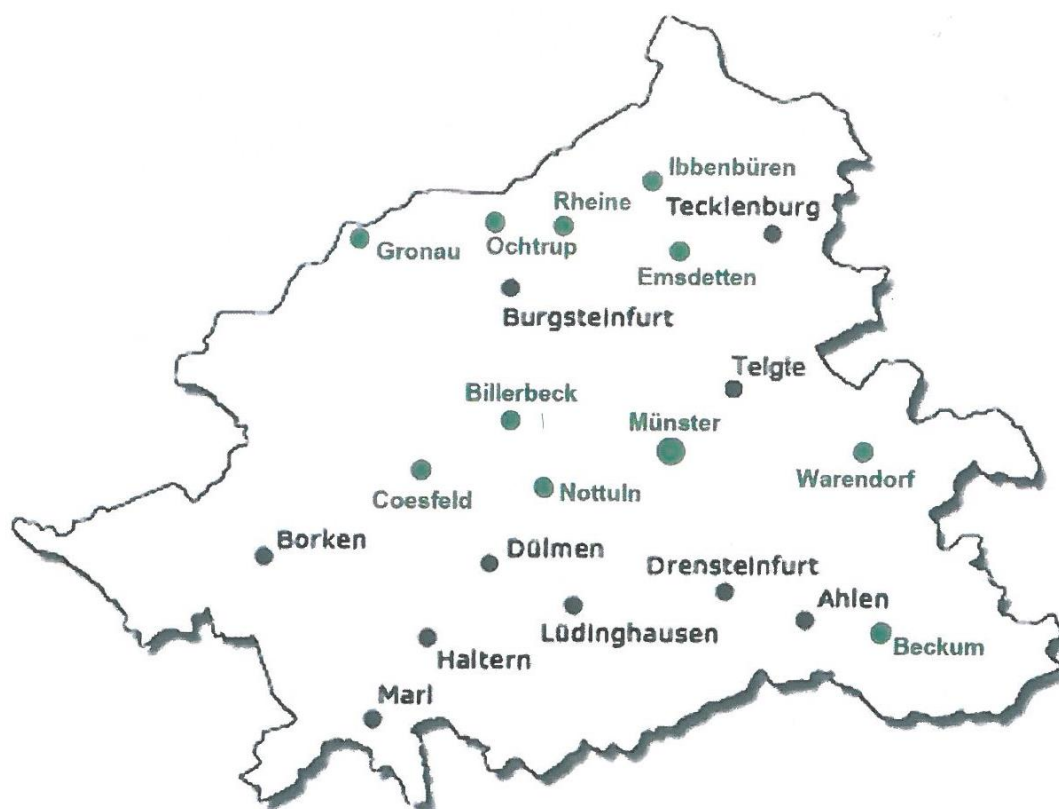 Ibbenbüren
Rheine
Tecklenburg
Gronau
Ochtrup
Emsdetten
Burgsteinfurt
Telgte
Billerbeck
Münster
Coesfeld
Nottuln
Warendorf
Borken
Dülmen
Drensteinfurt
Ahlen
Lüdinghausen
Beckum
Haltern
Marl